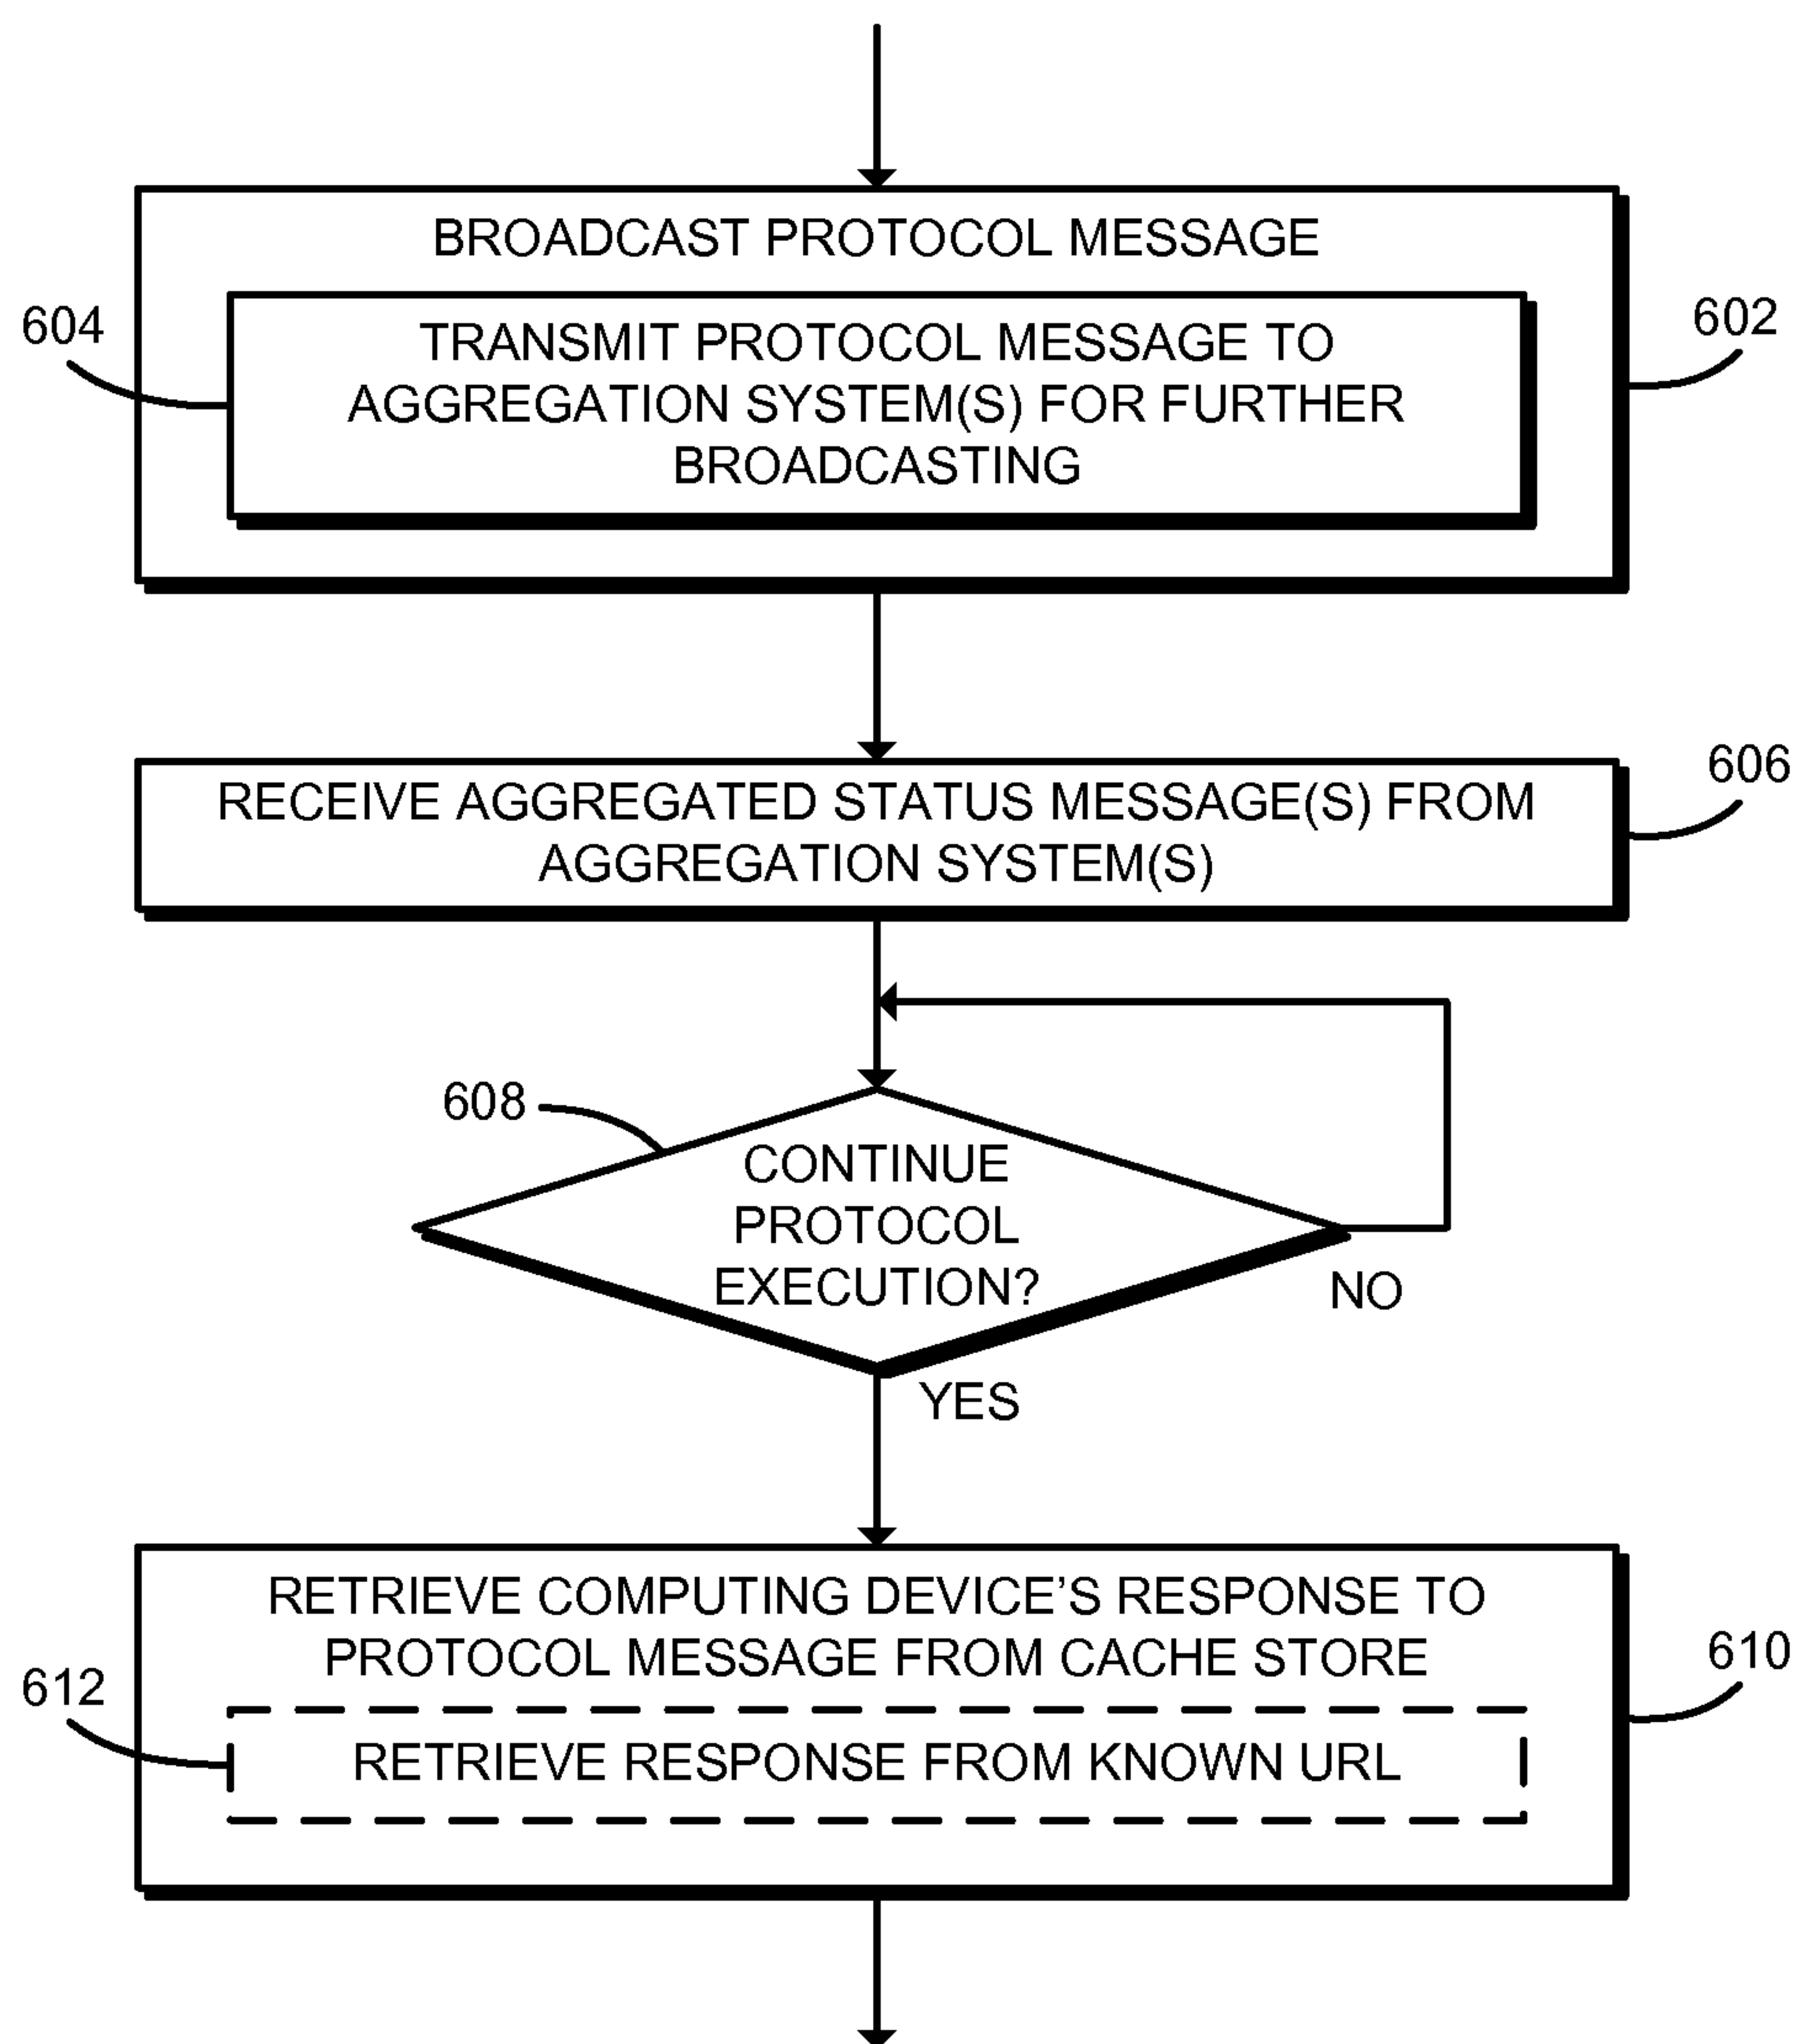 BROADCAST PROTOCOL MESSAGE
604
602
TRANSMIT PROTOCOL MESSAGE TO
AGGREGATION SYSTEM(S) FOR FURTHER
BROADCASTING
606
RECEIVE AGGREGATED STATUS MESSAGE(S) FROM
AGGREGATION SYSTEM(S)
608
CONTINUE
PROTOCOL
EXECUTION?
NO
YES
RETRIEVE COMPUTING DEVICE'S RESPONSE TO
PROTOCOL MESSAGE FROM CACHE STORE
610
612
RETRIEVE RESPONSE FROM KNOWN URL